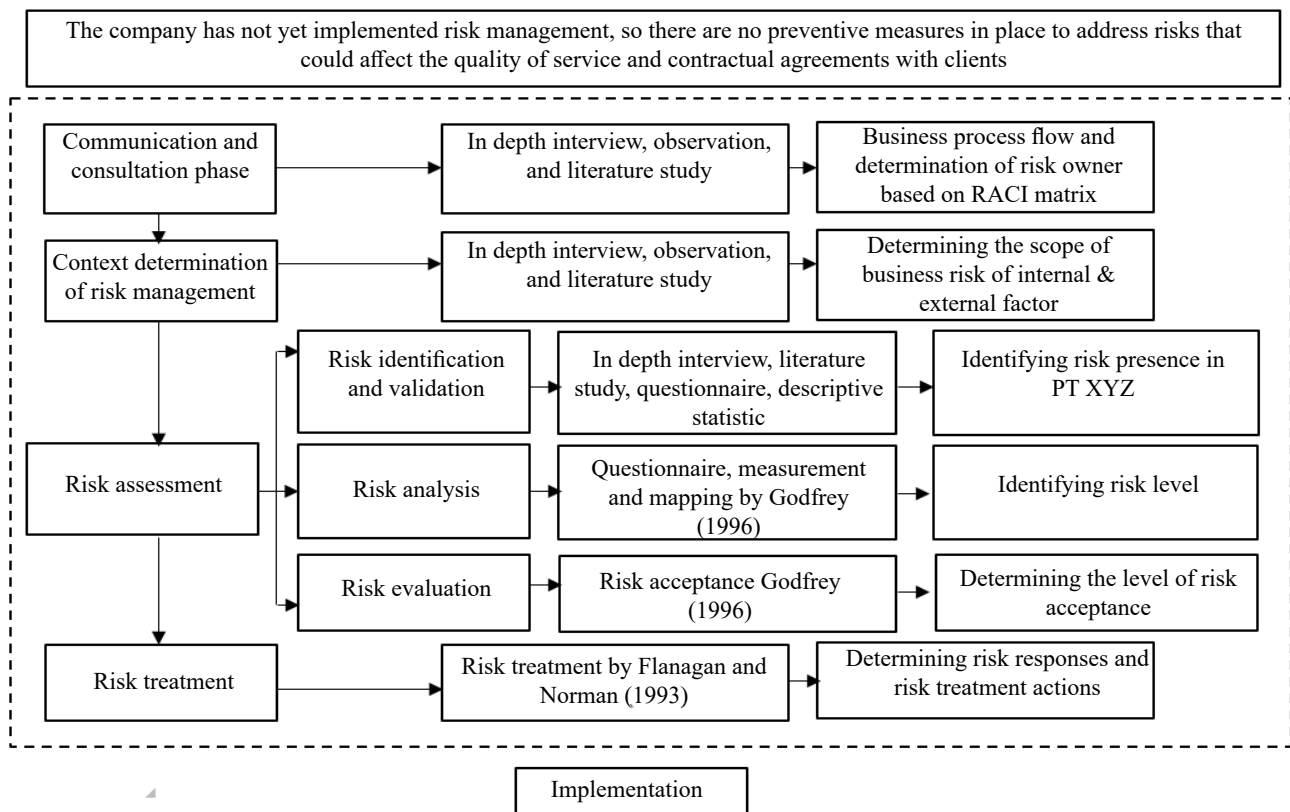 The company has not yet implemented risk management, so there are no preventive measures in place to address risks that
could affect the quality of service and contractual agreements with clients
Communication and
consultation phase
In depth interview, observation,
and literature study
Business process flow and
determination of risk owner
based on RACI matrix
Context determination
of risk management
In depth interview, observation,
and literature study
Determining the scope of
business risk of internal &
external factor
Risk assessment
Risk identification
and validation
In depth interview, literature
study, questionnaire, descriptive
statistic
Identifying risk presence in
PT XYZ
Risk analysis
Questionnaire, measurement
and mapping by Godfrey
(1996)
Identifying risk level
Risk evaluation
Risk acceptance Godfrey
(1996)
Determining the level of risk
acceptance
Risk treatment
Risk treatment by Flanagan and
Norman (1993)
Determining risk responses and
risk treatment actions
Implementation